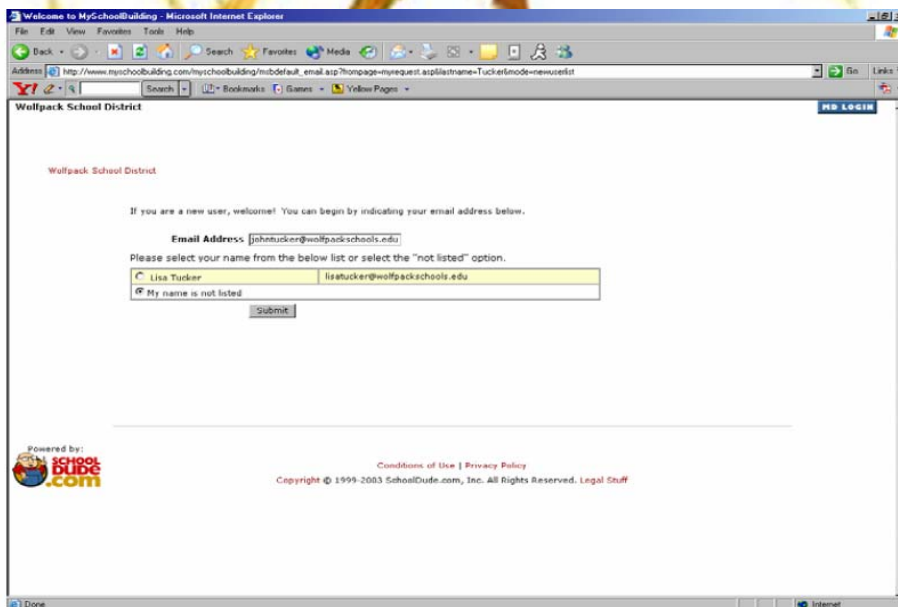 Welcome to MySchoolBuilding - Microsoft Internet Explorer
File Edit View Favorites Tools Help
Back Search Favorites Media
Address http://www.myschoolbuilding.com/myschoolbuilding/msbdefault_email.asp?frompage=myrequest.asp&lastname=Tucker&mode=newuserlist Go Links
Y! Search Bookmarks Games Yellow Pages
Wolfpack School District MD LOGIN
Wolfpack School District
If you are a new user, welcome! You can begin by indicating your email address below.
Email Address johntucker@wolfpackschools.edu
Please select your name from the below list or select the "not listed" option.
Lisa Tucker lisatucker@wolfpackschools.edu
My name is not listed
Submit
Powered by:
SCHOOL
DUDE
.com
Conditions of Use | Privacy Policy
Copyright © 1999-2003 SchoolDude.com, Inc. All Rights Reserved. Legal Stuff
Done Internet